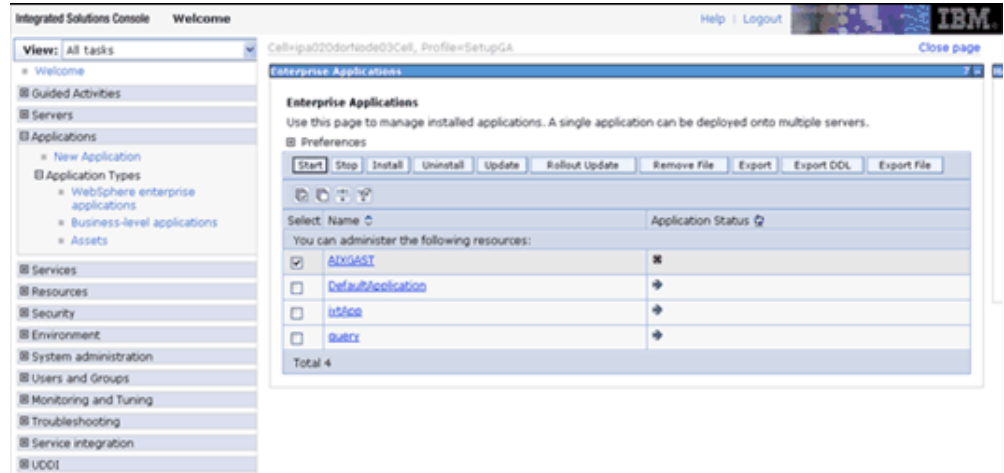 Integrated Solutions Console Welcome Help | Logout IBM.
View: All tasks
Cell=ipa020dorNode03Cell, Profile=SetupGA Close page
Welcome
Guided Activities
Servers
Applications
New Application
Application Types
WebSphere enterprise
applications
Business-level applications
Assets
Services
Resources
Security
Environment
System administration
Users and Groups
Monitoring and Tuning
Troubleshooting
Service integration
UDDI
Enterprise Applications ?
Enterprise Applications
Use this page to manage installed applications. A single application can be deployed onto multiple servers.
Preferences
Start Stop Install Uninstall Update Rollout Update Remove File Export Export DDL Export File
Select Name Application Status
You can administer the following resources:
AIXGAST
DefaultApplication
ivtApp
query
Total 4